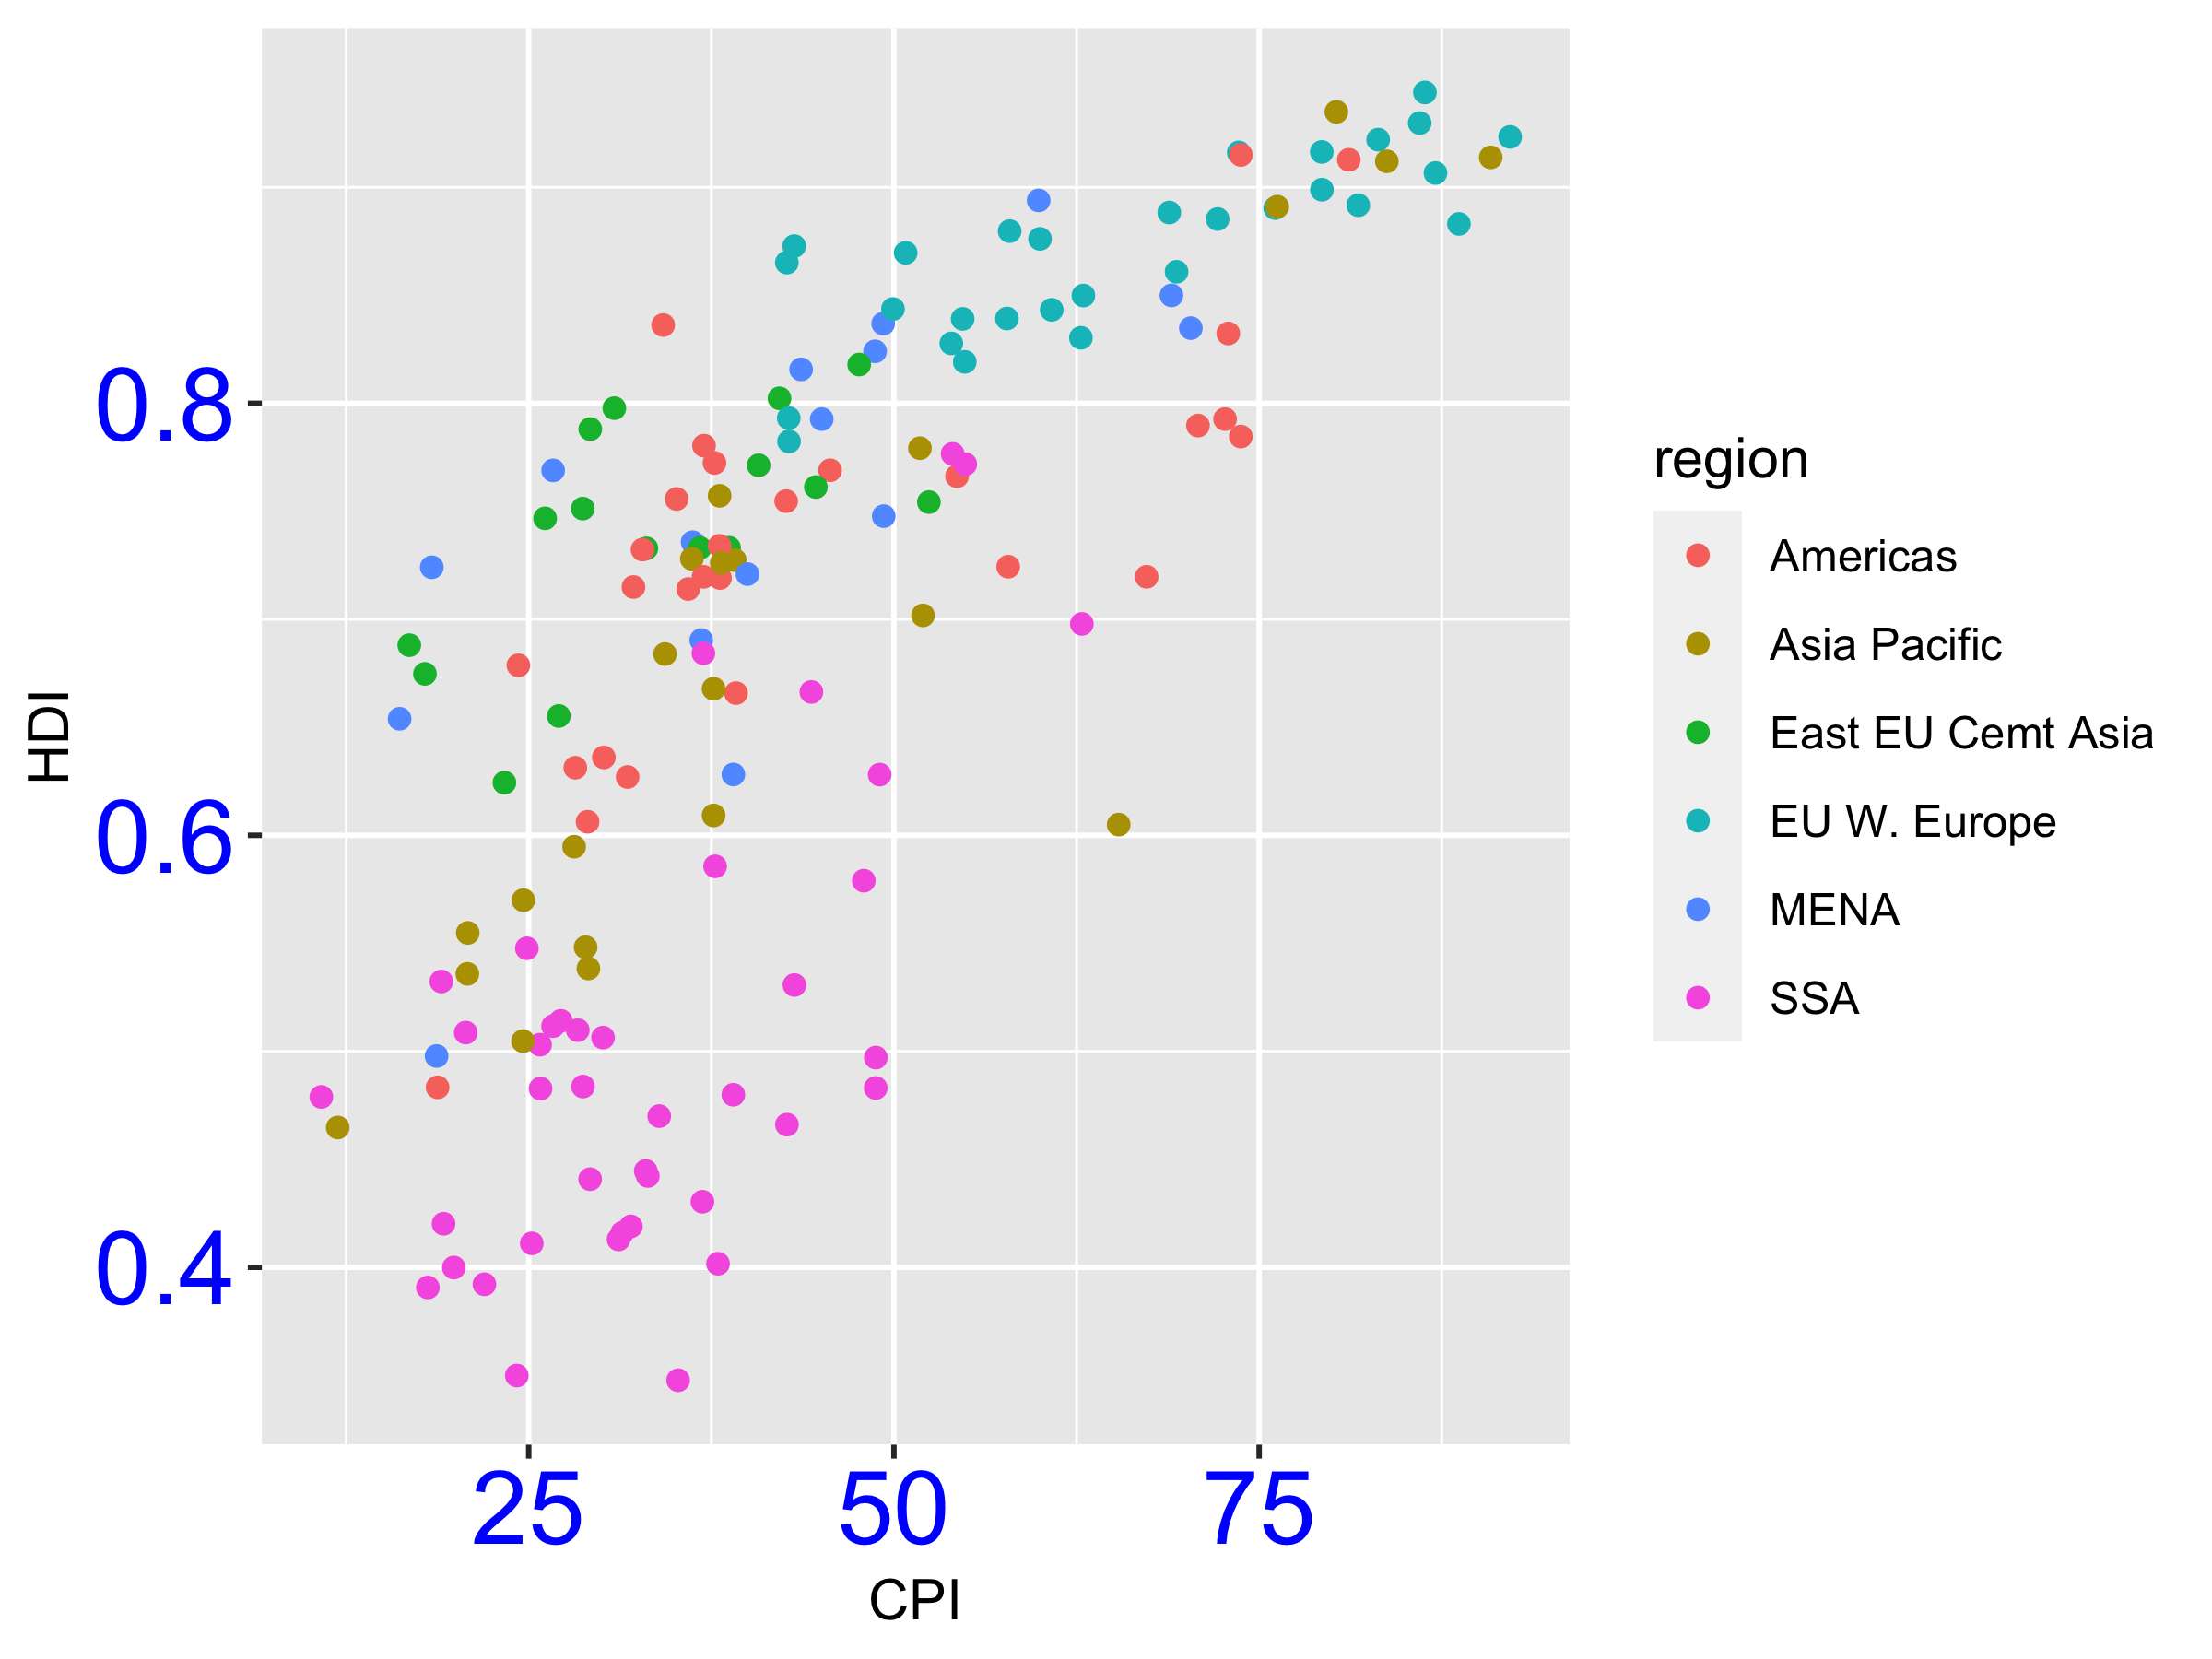 0.8
0.6
0.4
HDI
25 50 75
CPI
region
Americas
Asia Pacific
East EU Cemt Asia
EU W. Europe
MENA
SSA